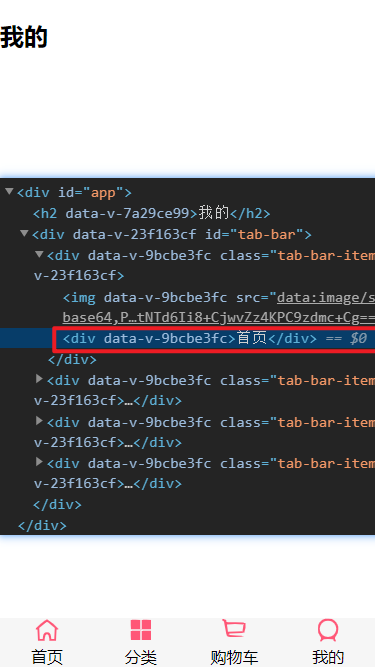 我的
<div id="app">
<h2 data-v-7a29ce99>我的</h2>
<div data-v-23f163cf id="tab-bar">
<div data-v-9bcbe3fc class="tab-bar-item
v-23f163cf>
<img data-v-9bcbe3fc src="data:image/s
base64,P…tNTd6Ii8+CjwvZz4KPC9zdmc+Cg==
<div data-v-9bcbe3fc>首页</div> == $0
</div>
<div data-v-9bcbe3fc class="tab-bar-item
v-23f163cf>…</div>
<div data-v-9bcbe3fc class="tab-bar-item
v-23f163cf>…</div>
<div data-v-9bcbe3fc class="tab-bar-item
v-23f163cf>…</div>
</div>
</div>
首页 分类 购物车 我的